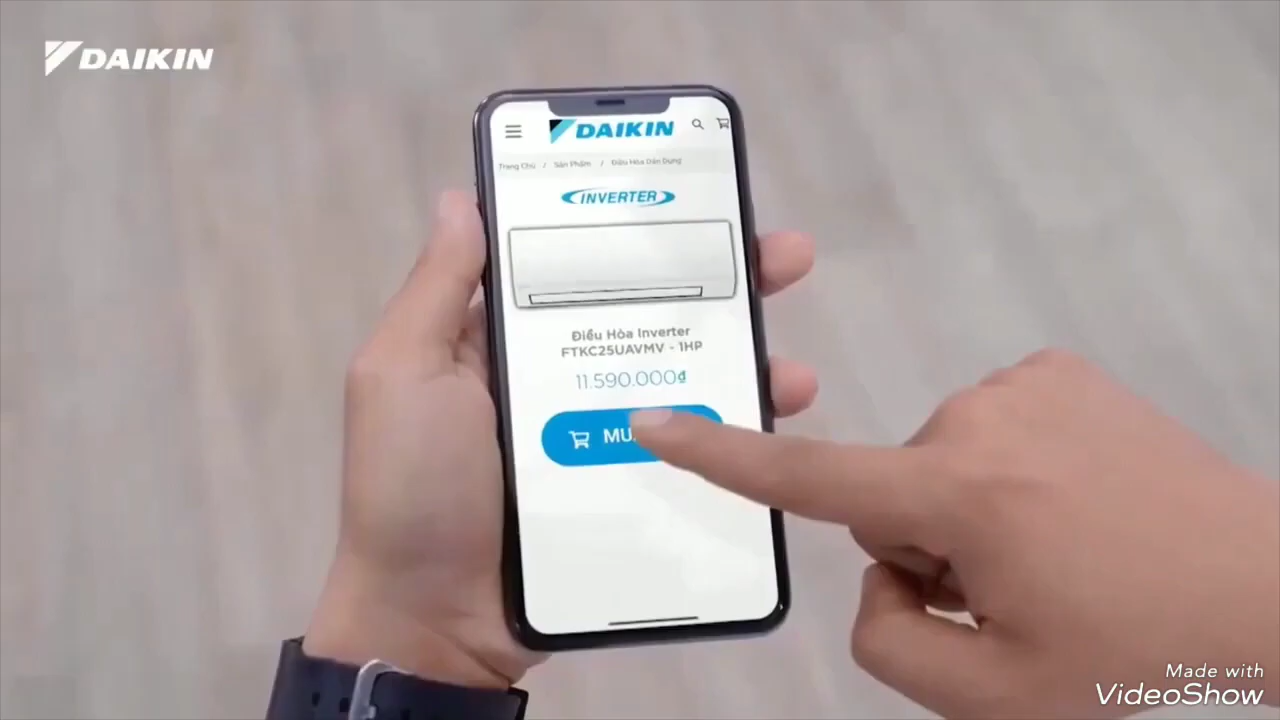 DAIKIN
DAIKIN
Trang Chủ / Sản Phẩm / Điều Hòa Dân Dụng
INVERTER
Điều Hòa Inverter
FTKC25UAVMV - 1HP
11.590.000₫
MU
Made with
VideoShow